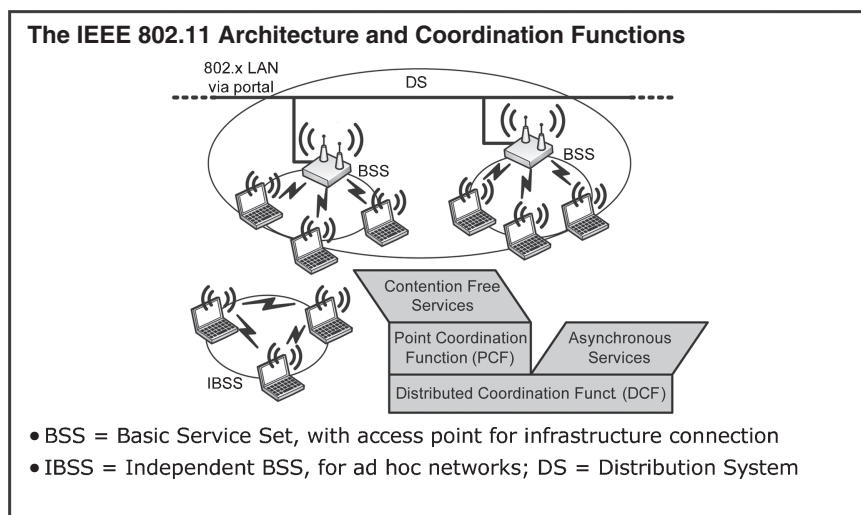 The IEEE 802.11 Architecture and Coordination Functions
802.x LAN
via portal
DS
BSS
BSS
IBSS
Contention Free
Services
Point Coordination
Function (PCF)
Asynchronous
Services
Distributed Coordination Funct. (DCF)
• BSS = Basic Service Set, with access point for infrastructure connection
• IBSS = Independent BSS, for ad hoc networks; DS = Distribution System